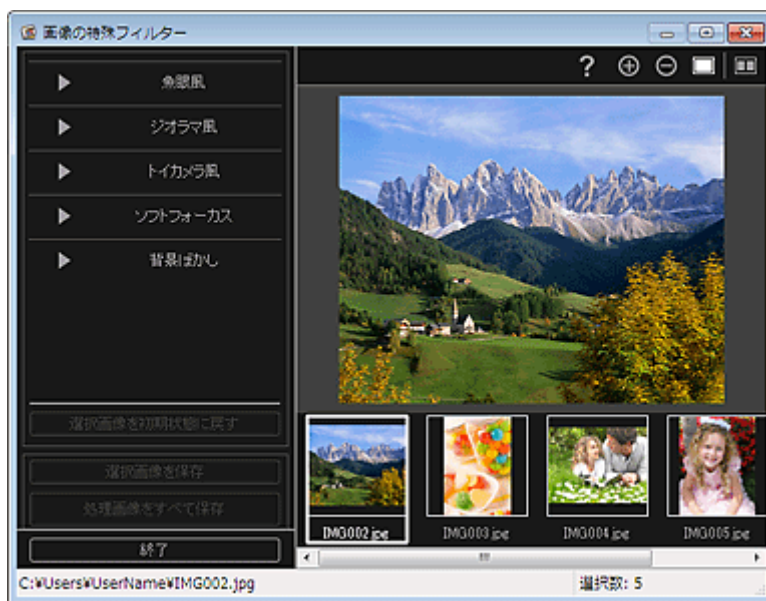 画像の特殊フィルター
魚眼風
ジオラマ風
トイカメラ風
ソフトフォーカス
背景ぼかし
選択画像を初期状態に戻す
選択画像を保存
処理画像をすべて保存
終了
?
IMG002.jpg
IMG003.jpg
IMG004.jpg
IMG005.jpg
C:¥Users¥UserName¥IMG002.jpg
選択数: 5